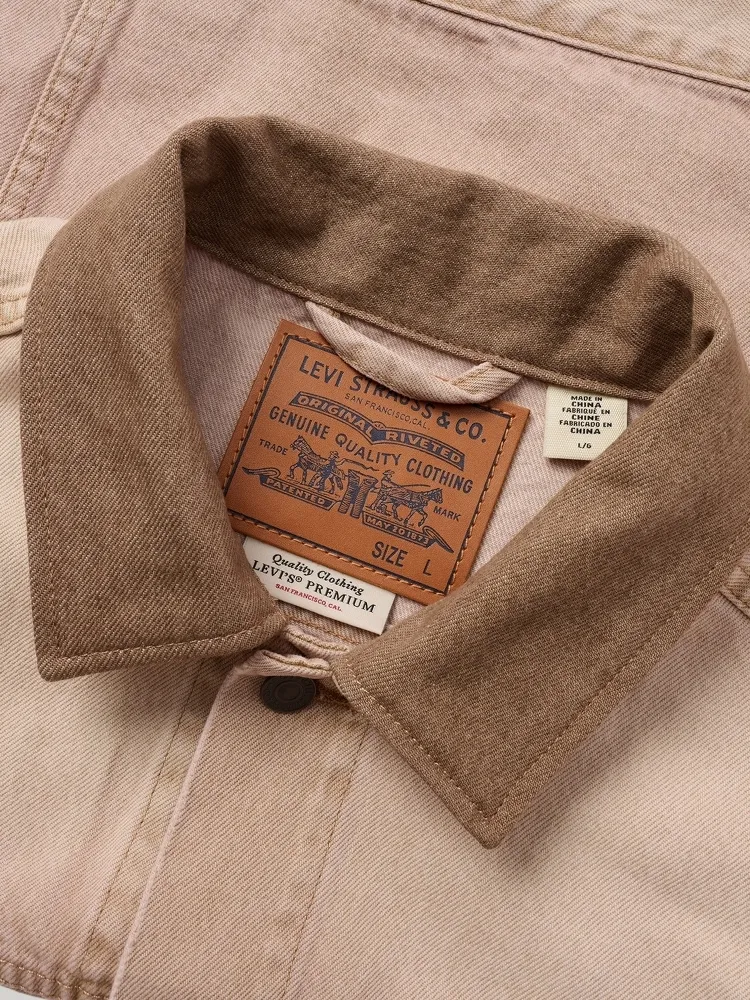 LEVI STRAUSS & CO.
SAN FRANCISCO, CAL.
ORIGINAL RIVETED
GENUINE QUALITY CLOTHING
TRADE MARK
PATENTED MAY 20 1873
SIZE L
Quality Clothing
LEVI'S® PREMIUM
SAN FRANCISCO, CAL.
MADE IN
CHINA
FABRIQUÉ EN
CHINE
FABRICADO EN
CHINA
L/G